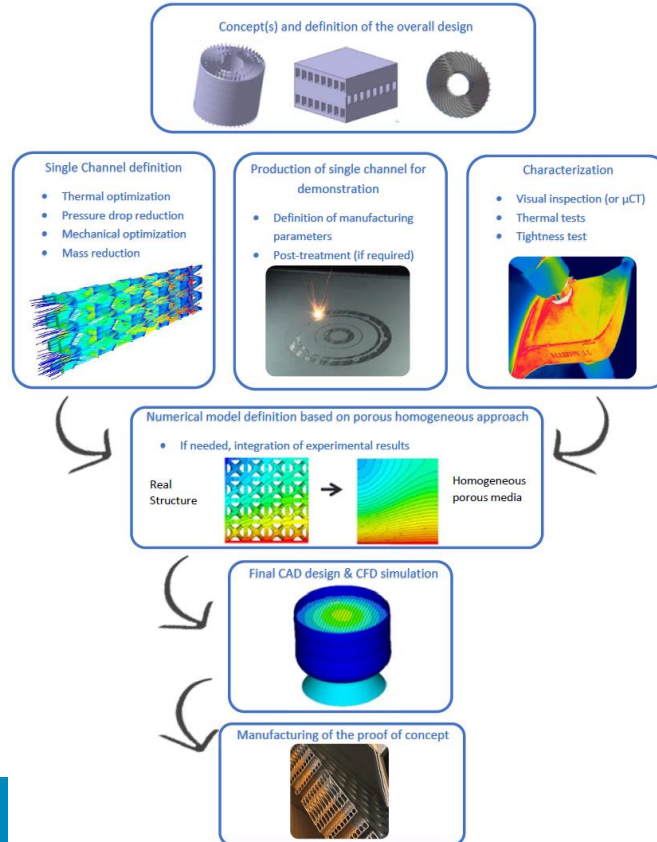 Concept(s) and definition of the overall design
Single Channel definition
• Thermal optimization
• Pressure drop reduction
• Mechanical optimization
• Mass reduction
Production of single channel for
demonstration
• Definition of manufacturing
parameters
• Post-treatment (if required)
Characterization
• Visual inspection (or µCT)
• Thermal tests
• Tightness test
Numerical model definition based on porous homogeneous approach
• If needed, integration of experimental results
Real
Structure
Homogeneous
porous media
Final CAD design & CFD simulation
Manufacturing of the proof of concept